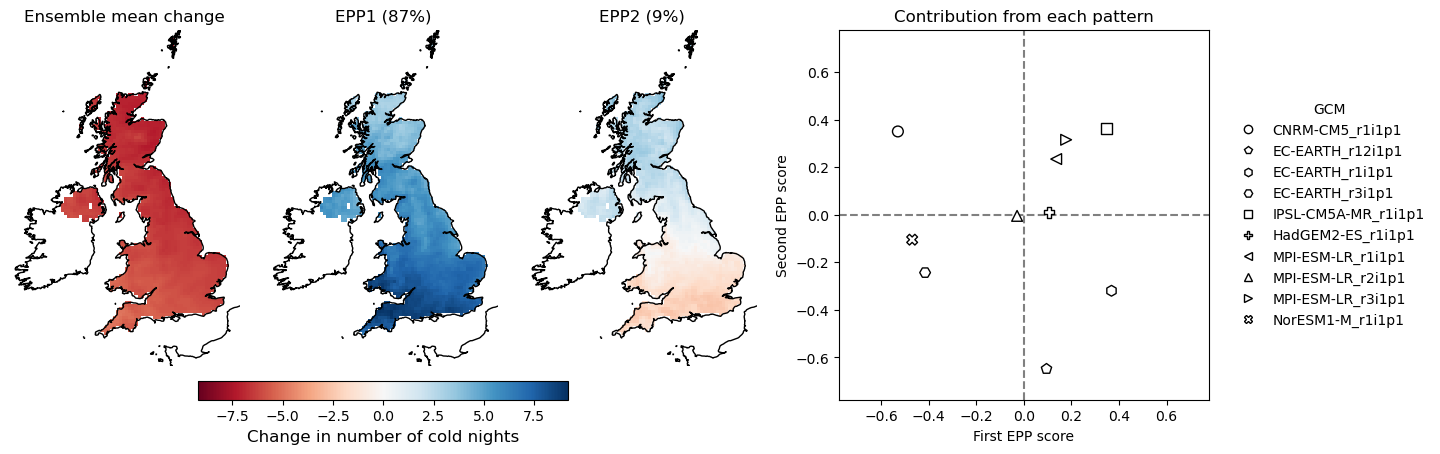 Ensemble mean change
EPP1 (87%)
EPP2 (9%)
−7.5 −5.0 −2.5 0.0 2.5 5.0 7.5
Change in number of cold nights
Contribution from each pattern
Second EPP score
0.6
0.4
0.2
0.0
−0.2
−0.4
−0.6
−0.6 −0.4 −0.2 0.0 0.2 0.4 0.6
First EPP score
GCM
CNRM-CM5_r1i1p1
EC-EARTH_r12i1p1
EC-EARTH_r1i1p1
EC-EARTH_r3i1p1
IPSL-CM5A-MR_r1i1p1
HadGEM2-ES_r1i1p1
MPI-ESM-LR_r1i1p1
MPI-ESM-LR_r2i1p1
MPI-ESM-LR_r3i1p1
NorESM1-M_r1i1p1